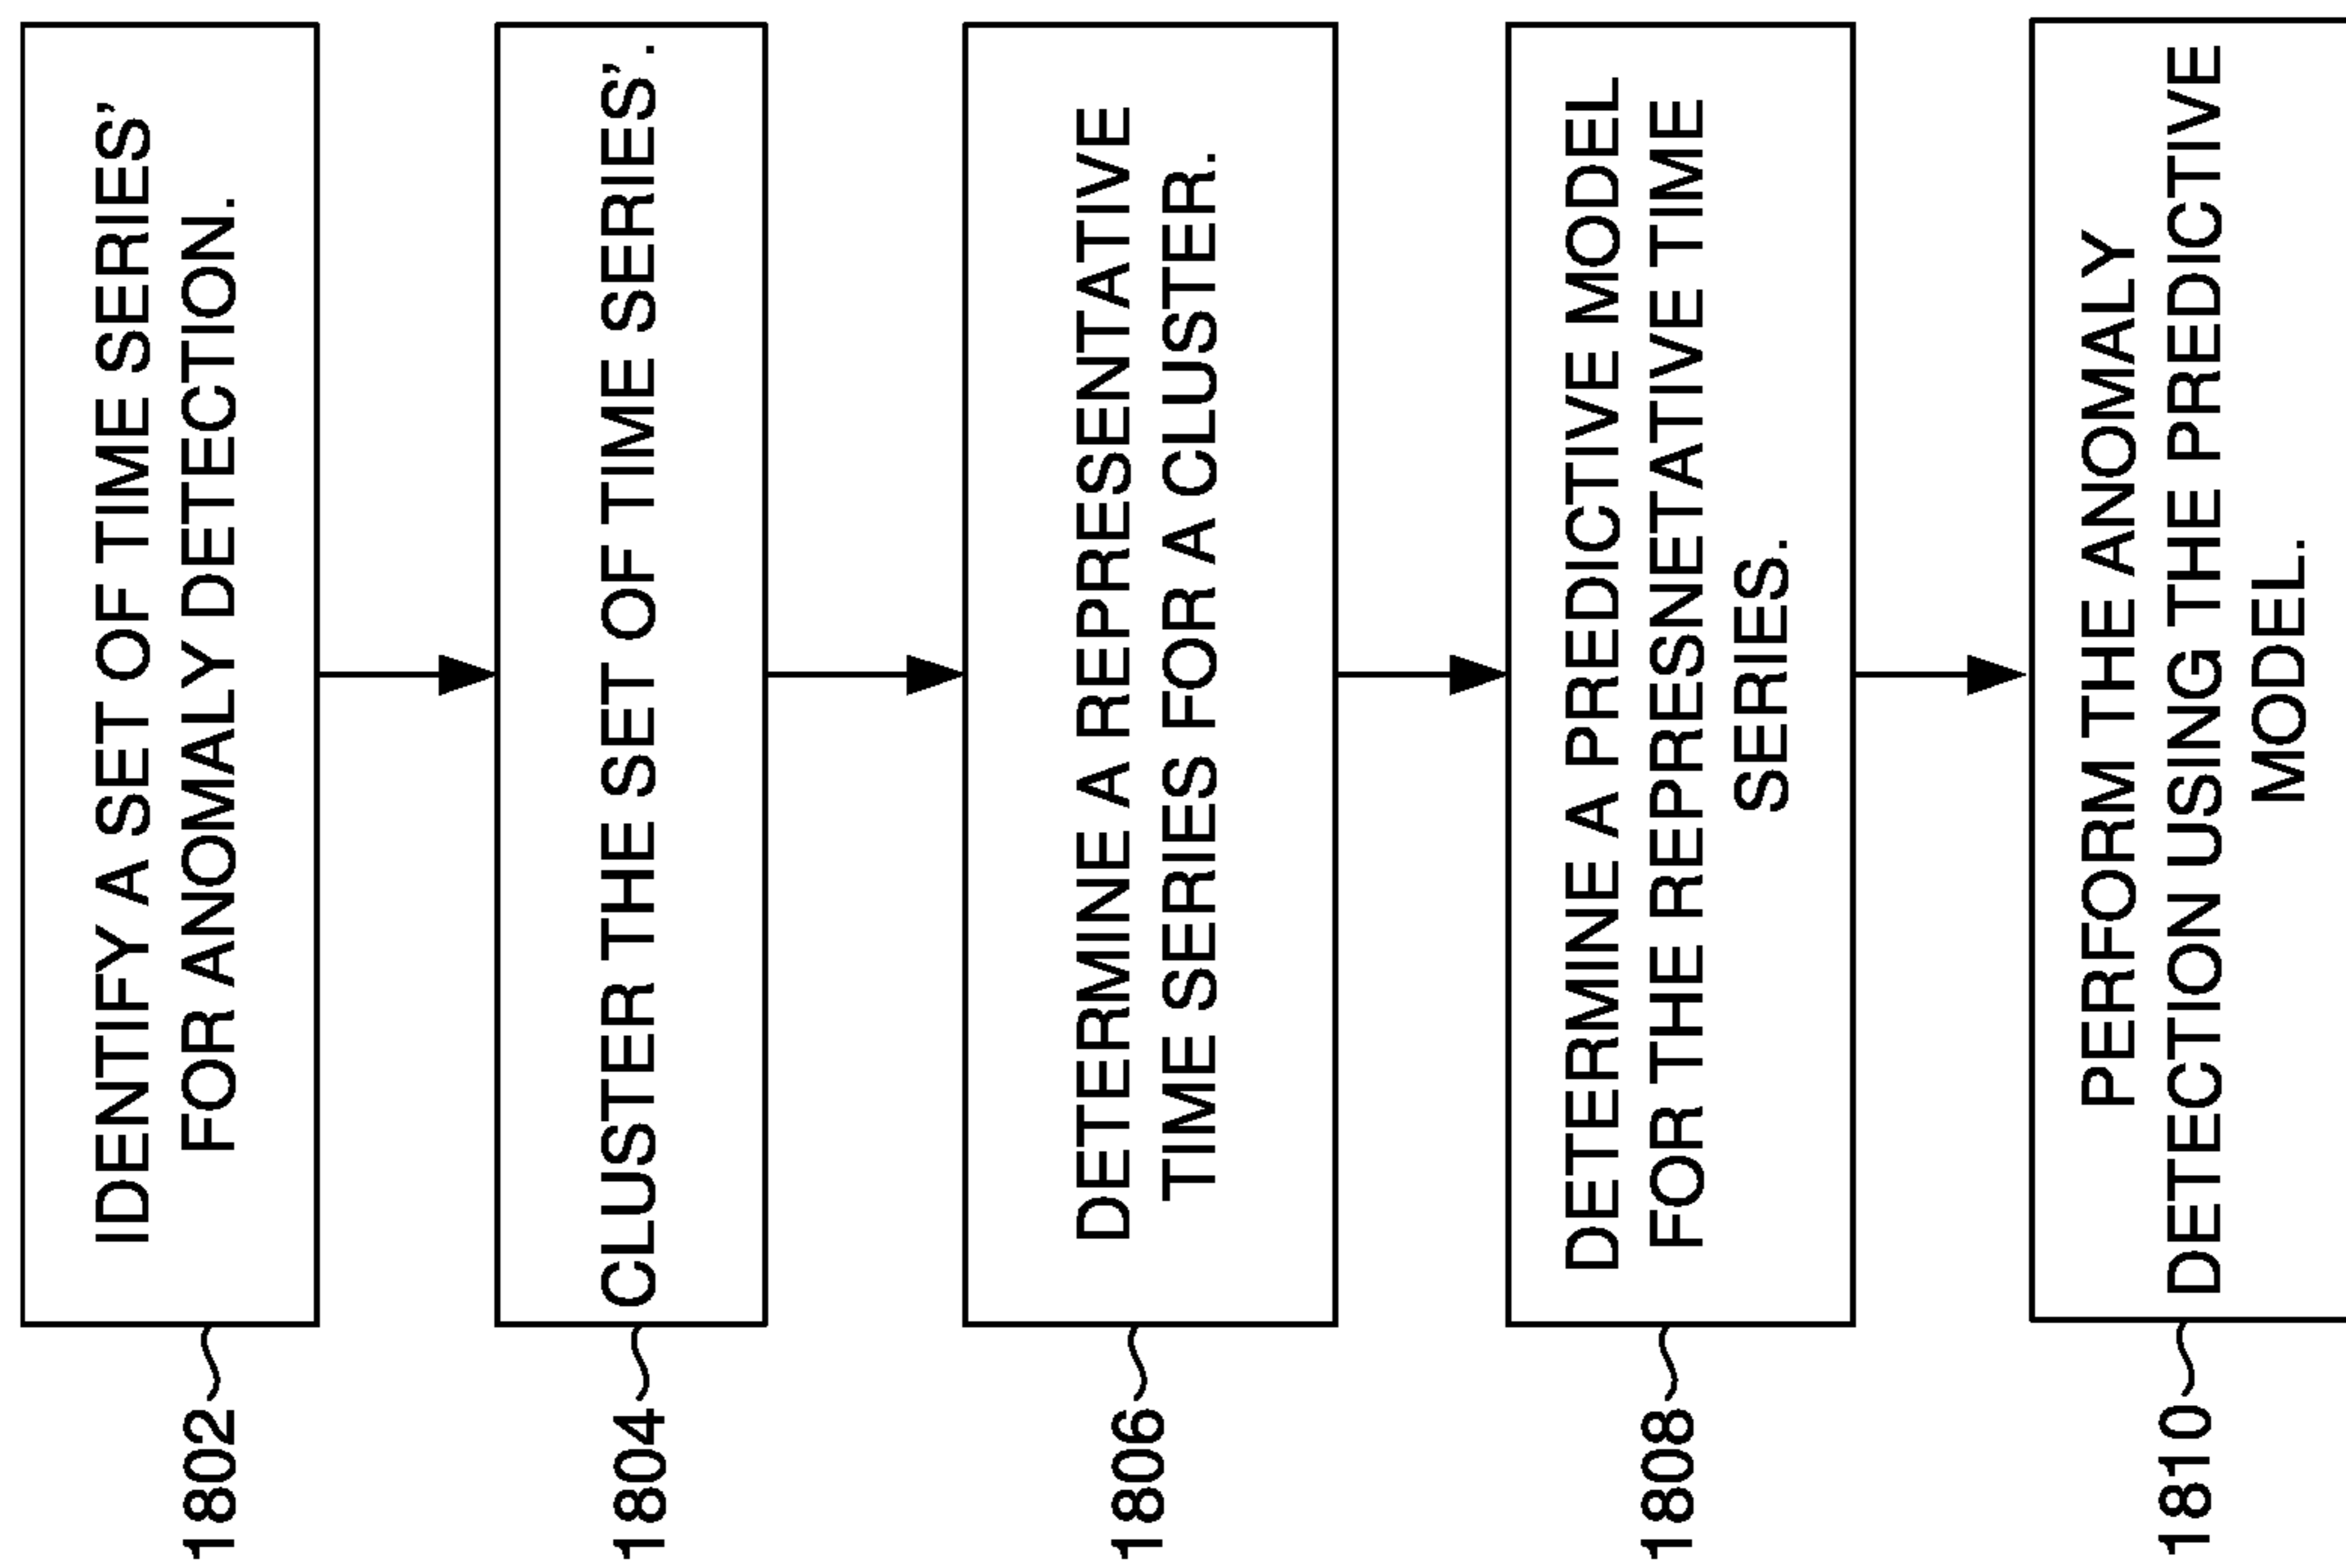 1802
IDENTIFY A SET OF TIME SERIES'
FOR ANOMALY DETECTION.
1804
CLUSTER THE SET OF TIME SERIES'.
1806
DETERMINE A REPRESENTATIVE
TIME SERIES FOR A CLUSTER.
1808
DETERMINE A PREDICTIVE MODEL
FOR THE REPRESNETATIVE TIME
SERIES.
1810
PERFORM THE ANOMALY
DETECTION USING THE PREDICTIVE
MODEL.